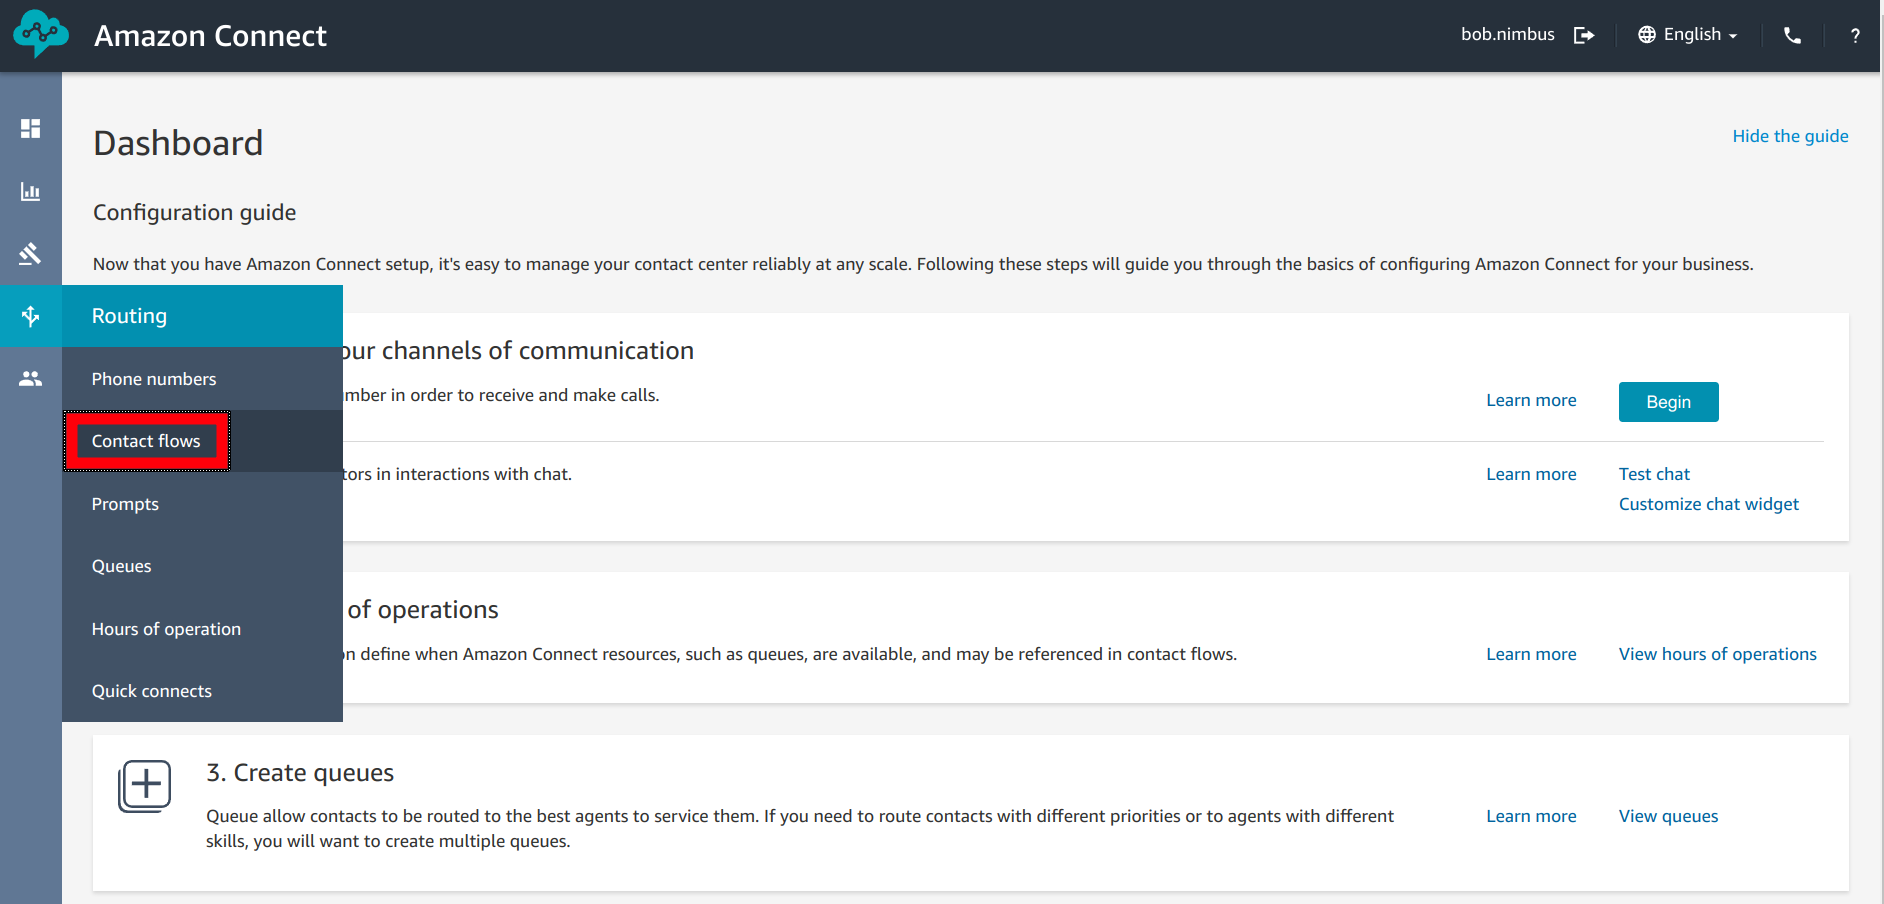 Amazon Connect
bob.nimbus
English
?
Dashboard
Hide the guide
Configuration guide
Now that you have Amazon Connect setup, it's easy to manage your contact center reliably at any scale. Following these steps will guide you through the basics of configuring Amazon Connect for your business.
Routing
Phone numbers
Contact flows
Prompts
Queues
Hours of operation
Quick connects
our channels of communication
mber in order to receive and make calls.
Learn more
Begin
tors in interactions with chat.
Learn more
Test chat
Customize chat widget
of operations
on define when Amazon Connect resources, such as queues, are available, and may be referenced in contact flows.
Learn more
View hours of operations
3. Create queues
Queue allow contacts to be routed to the best agents to service them. If you need to route contacts with different priorities or to agents with different
skills, you will want to create multiple queues.
Learn more
View queues